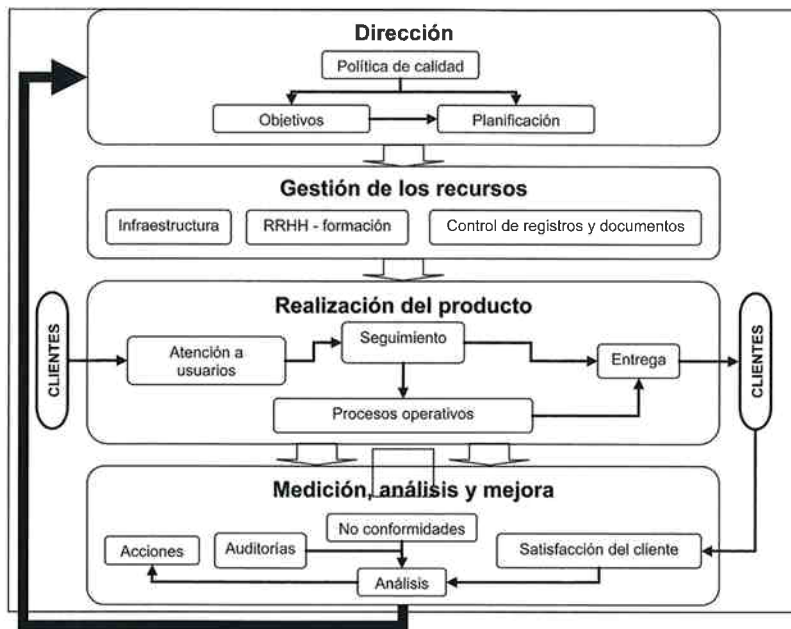 Dirección
Política de calidad
Objetivos
Planificación
Gestión de los recursos
Infraestructura
RRHH - formación
Control de registros y documentos
Realización del producto
CLIENTES
Atención a
usuarios
Seguimiento
Entrega
Procesos operativos
CLIENTES
Medición, análisis y mejora
No conformidades
Acciones
Auditorías
Satisfacción del cliente
Análisis